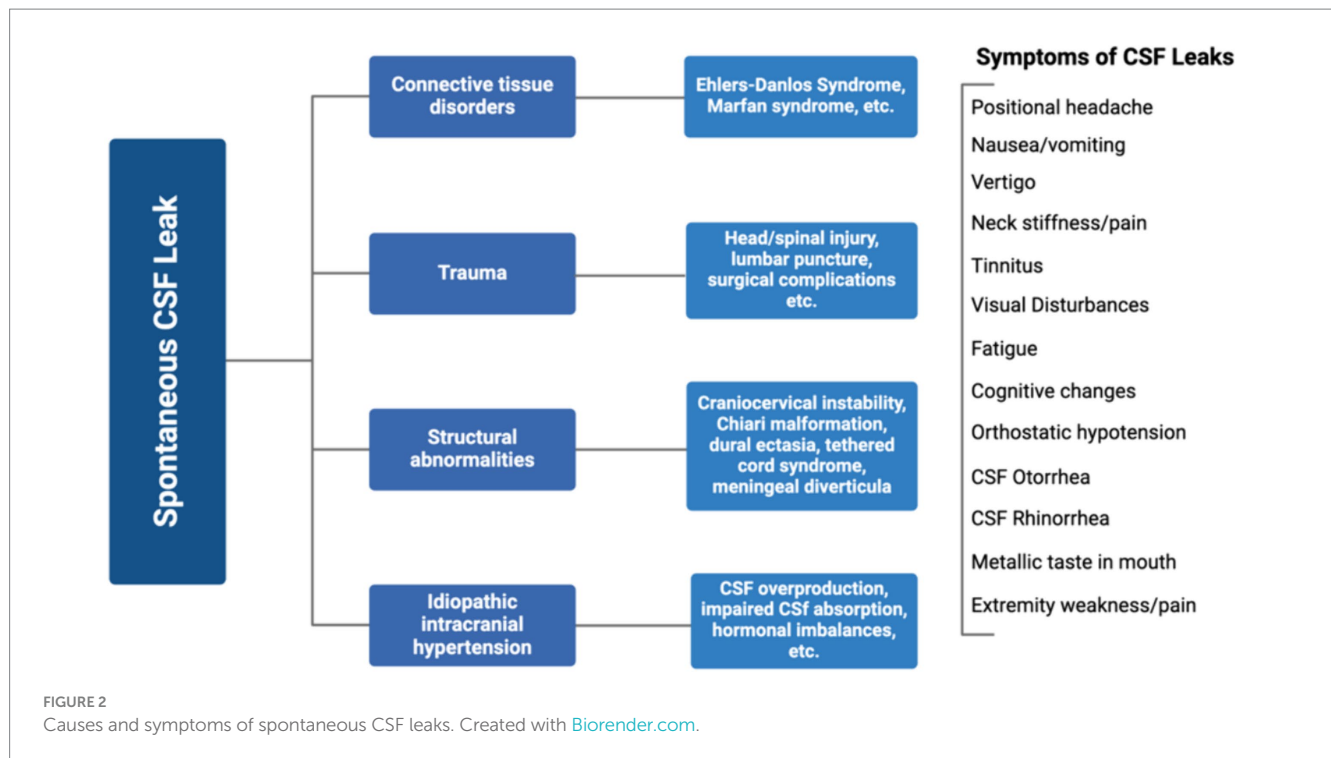 Spontaneous CSF Leak
Connective tissue
disorders
Ehlers-Danlos Syndrome,
Marfan syndrome, etc.
Trauma
Head/spinal injury,
lumbar puncture,
surgical complications
etc.
Structural
abnormalities
Craniocervical instability,
Chiari malformation,
dural ectasia, tethered
cord syndrome,
meningeal diverticula
Idiopathic
intracranial
hypertension
CSF overproduction,
impaired CSf absorption,
hormonal imbalances,
etc.
Symptoms of CSF Leaks
Positional headache
Nausea/vomiting
Vertigo
Neck stiffness/pain
Tinnitus
Visual Disturbances
Fatigue
Cognitive changes
Orthostatic hypotension
CSF Otorrhea
CSF Rhinorrhea
Metallic taste in mouth
Extremity weakness/pain
FIGURE 2
Causes and symptoms of spontaneous CSF leaks. Created with Biorender.com.